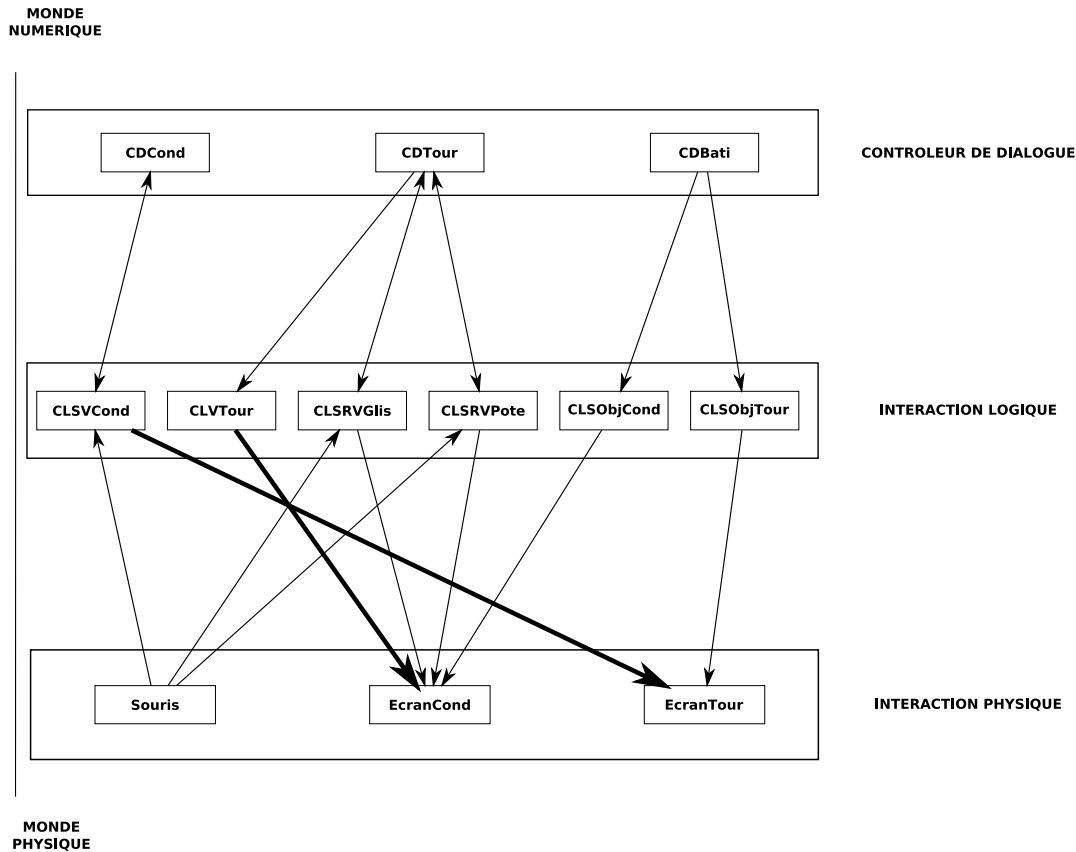 MONDE
NUMERIQUE
CDCond
CDTour
CDBati
CONTROLEUR DE DIALOGUE
CLSVCond
CLVTour
CLSRVGlis
CLSRVPote
CLSObjCond
CLSObjTour
INTERACTION LOGIQUE
Souris
EcranCond
EcranTour
INTERACTION PHYSIQUE
MONDE
PHYSIQUE